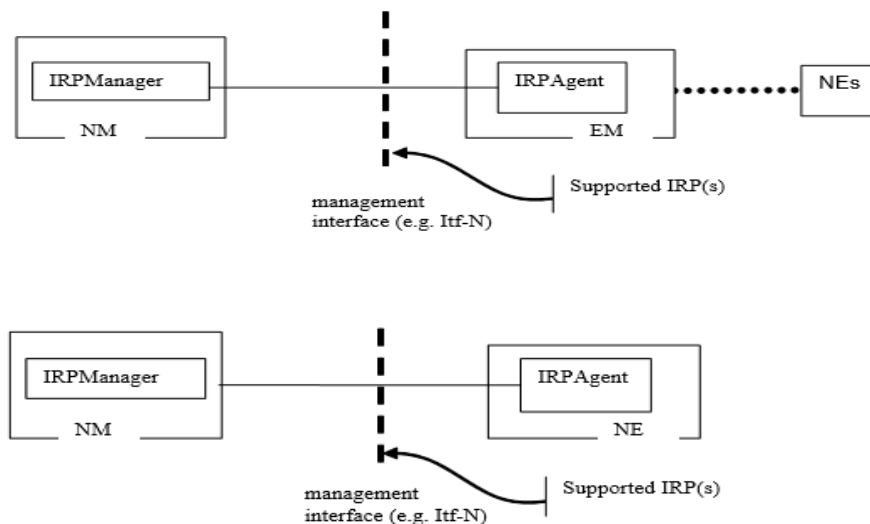 IRPManager
IRPAgent
NEs
NM
EM
Supported IRP(s)
management
interface (e.g. Itf-N)
IRPManager
IRPAgent
NM
NE
Supported IRP(s)
management
interface (e.g. Itf-N)